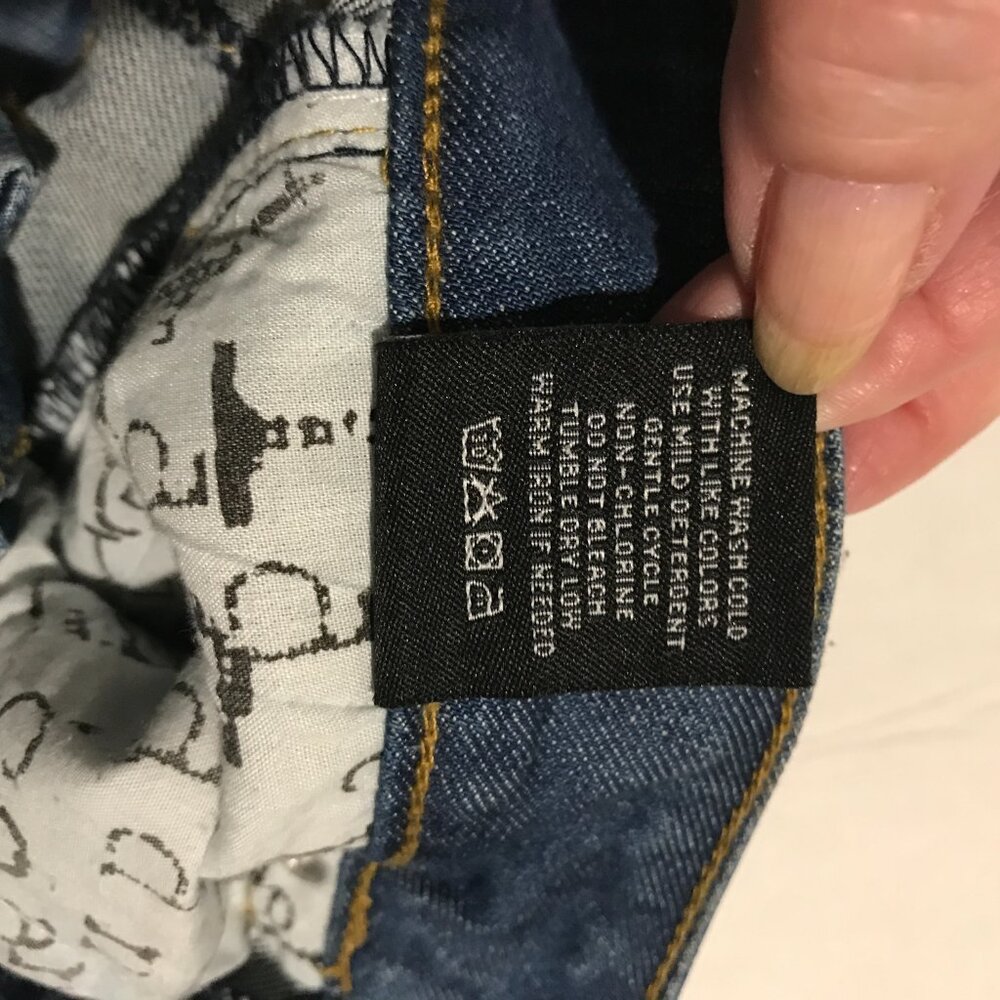 MACHINE WASH COLD
WITH LIKE COLORS
USE MILD DETERGENT
GENTLE CYCLE
NON-CHLORINE
DO NOT BLEACH
TUMBLE DRY LOW
WARM IRON IF NEEDED